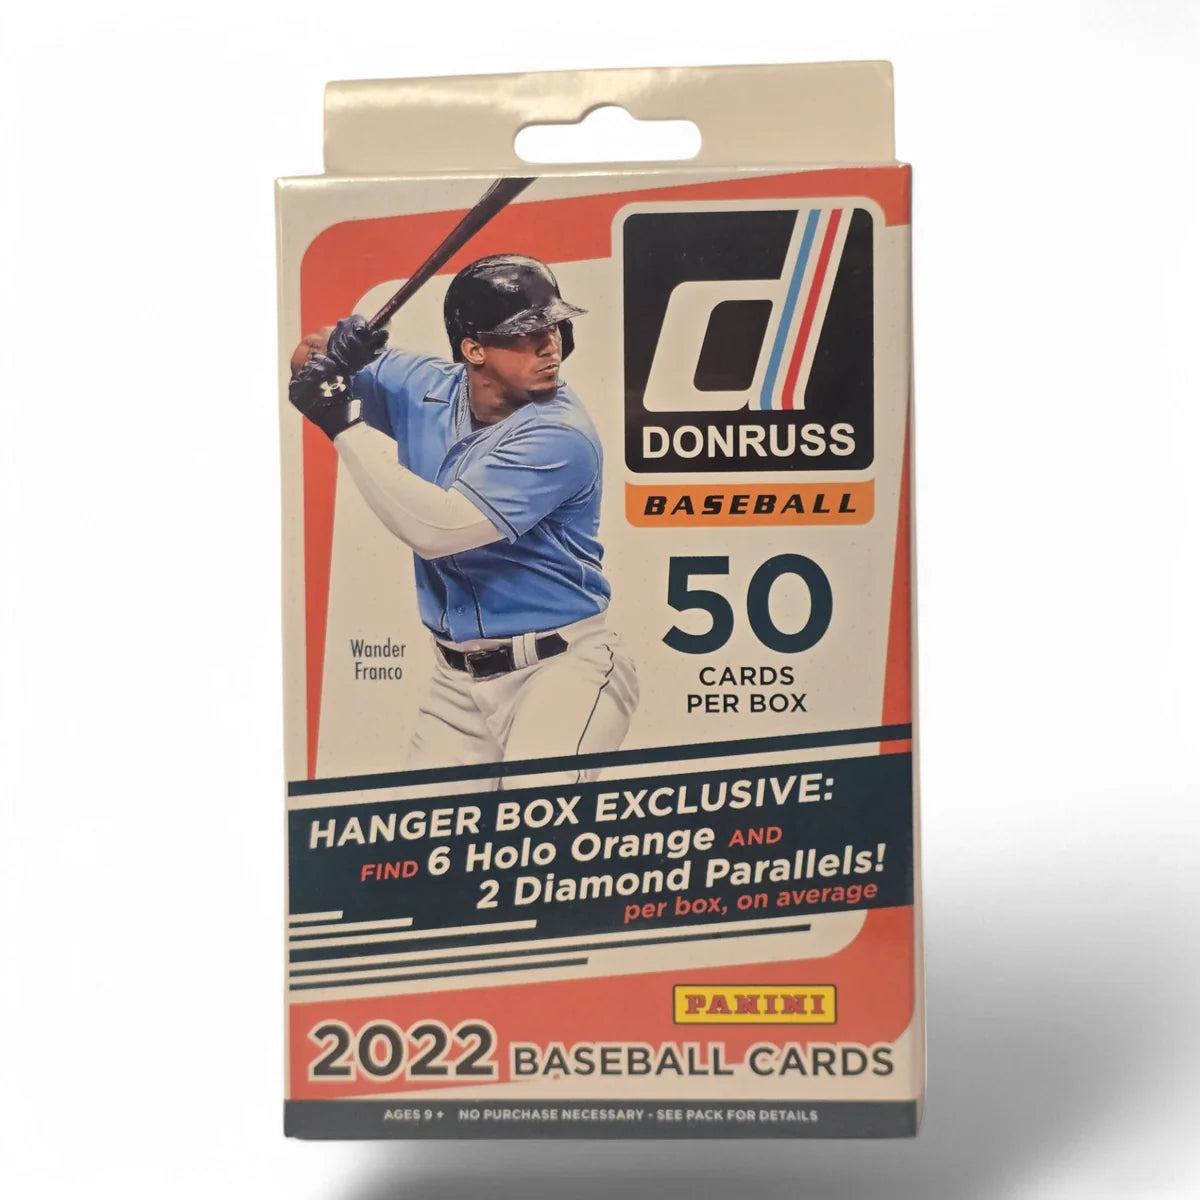 d
DONRUSS
BASEBALL
50
CARDS
PER BOX
Wander
Franco
HANGER BOX EXCLUSIVE:
FIND 6 Holo Orange AND
2 Diamond Parallels!
per box, on average
PANINI
2022 BASEBALL CARDS
AGES 9+ NO PURCHASE NECESSARY - SEE PACK FOR DETAILS